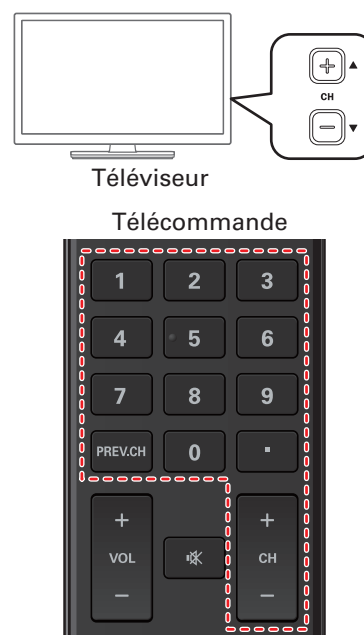 + ▲
CH
− ▼
Téléviseur
Télécommande
1 2 3
4 5 6
7 8 9
PREV.CH 0 ·
+ +
VOL CH
− −